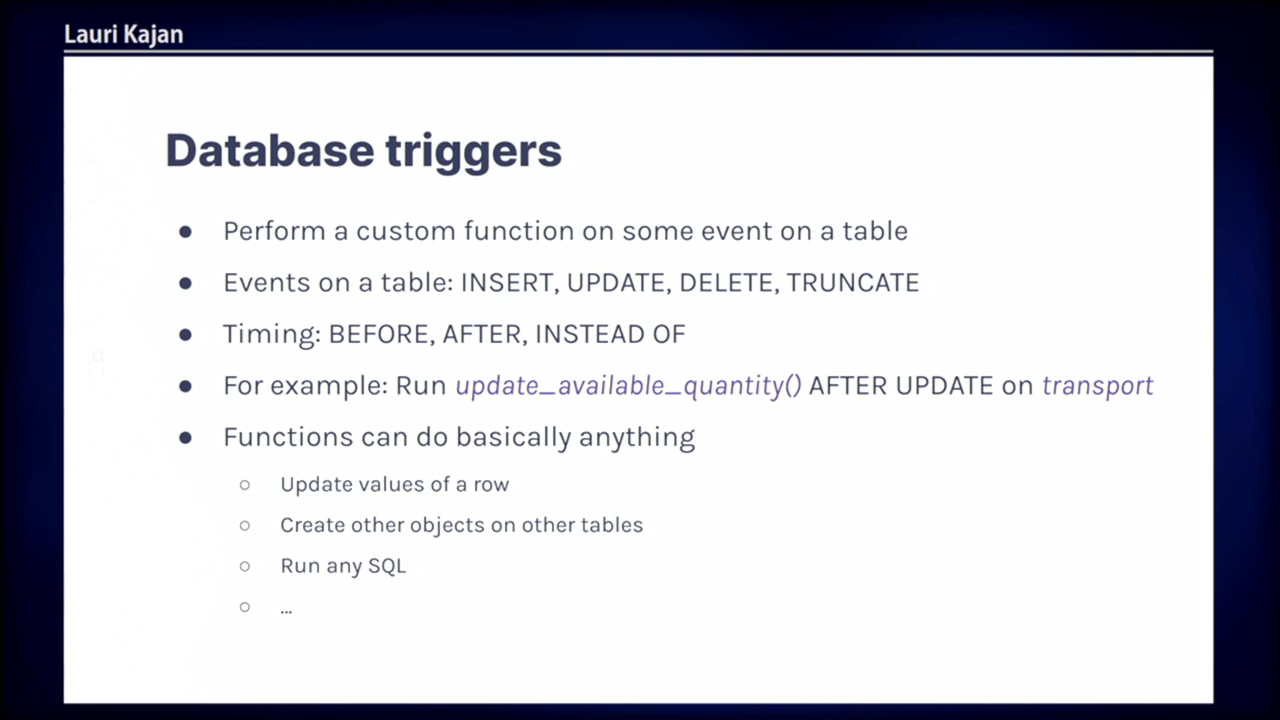 Lauri Kajan
Database triggers
● Perform a custom function on some event on a table
● Events on a table: INSERT, UPDATE, DELETE, TRUNCATE
● Timing: BEFORE, AFTER, INSTEAD OF
● For example: Run update_available_quantity() AFTER UPDATE on transport
● Functions can do basically anything
○ Update values of a row
○ Create other objects on other tables
○ Run any SQL
○ …